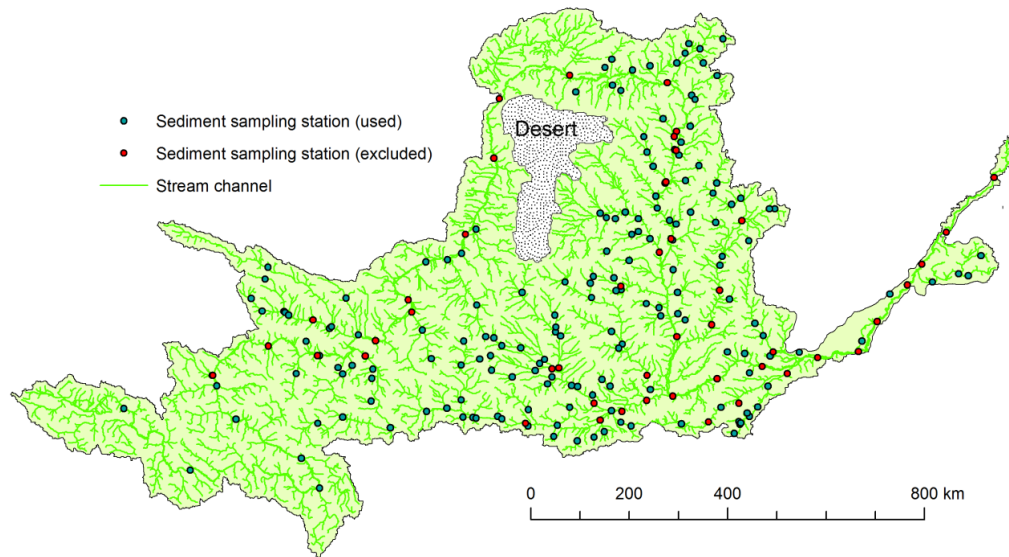 Sediment sampling station (used)
Desert
Sediment sampling station (excluded)
Stream channel
0 200 400 800 km